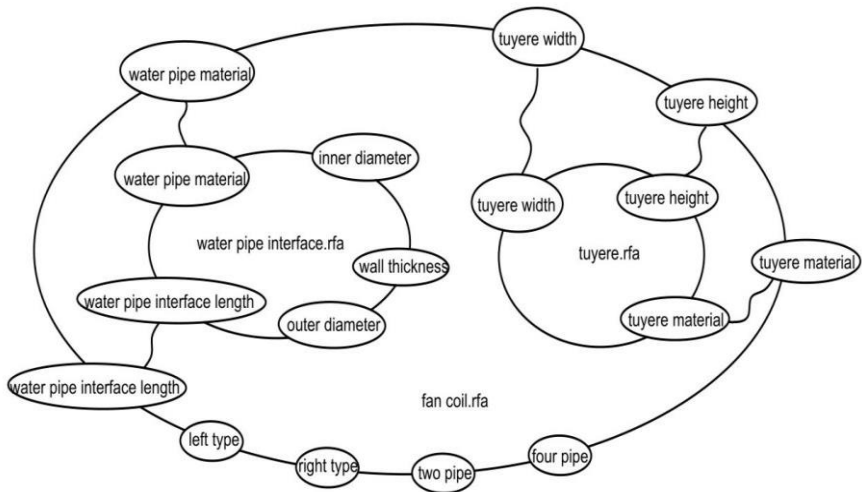 tuyere width
water pipe material
tuyere height
inner diameter
water pipe material
tuyere width
tuyere height
water pipe interface.rfa
tuyere.rfa
wall thickness
tuyere material
water pipe interface length
outer diameter
tuyere material
water pipe interface length
fan coil.rfa
left type
right type
two pipe
four pipe